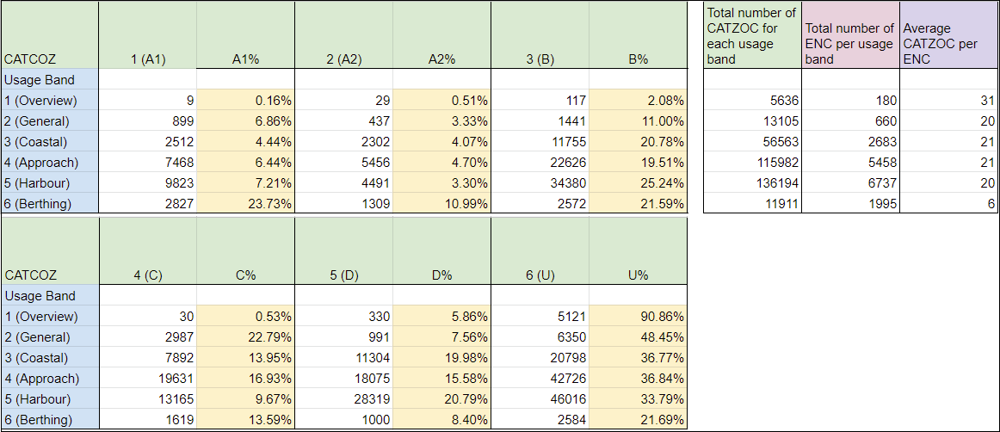 Total number of CATZOC for each usage band | Total number of ENC per usage band | Average CATZOC per ENC
CATCOZ 1 (A1) A1% 2 (A2) A2% 3 (B) B%
Usage Band
1 (Overview) 9 0.16% 29 0.51% 117 2.08% 5636 180 31
2 (General) 899 6.86% 437 3.33% 1441 11.00% 13105 660 20
3 (Coastal) 2512 4.44% 2302 4.07% 11755 20.78% 56563 2683 21
4 (Approach) 7468 6.44% 5456 4.70% 22626 19.51% 115982 5458 21
5 (Harbour) 9823 7.21% 4491 3.30% 34380 25.24% 136194 6737 20
6 (Berthing) 2827 23.73% 1309 10.99% 2572 21.59% 11911 1995 6
CATCOZ 4 (C) C% 5 (D) D% 6 (U) U%
Usage Band
1 (Overview) 30 0.53% 330 5.86% 5121 90.86%
2 (General) 2987 22.79% 991 7.56% 6350 48.45%
3 (Coastal) 7892 13.95% 11304 19.98% 20798 36.77%
4 (Approach) 19631 16.93% 18075 15.58% 42726 36.84%
5 (Harbour) 13165 9.67% 28319 20.79% 46016 33.79%
6 (Berthing) 1619 13.59% 1000 8.40% 2584 21.69%